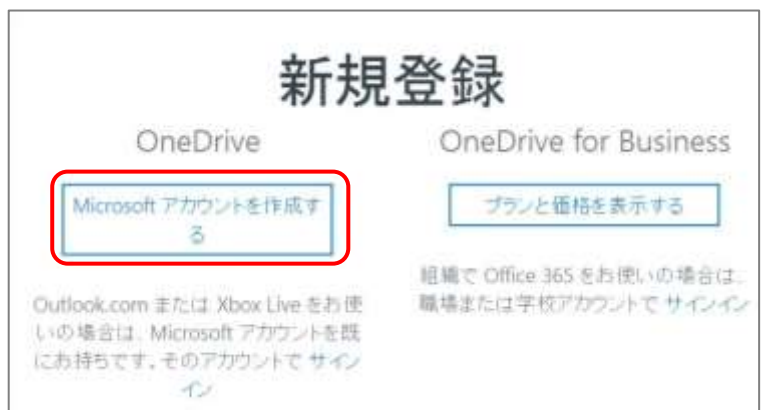 新規登録
OneDrive
Microsoft アカウントを作成す
る
Outlook.com または Xbox Live をお使
いの場合は、Microsoft アカウントを既
にお持ちです。そのアカウントで サイン
イン
OneDrive for Business
プランと価格を表示する
組織で Office 365 をお使いの場合は、
職場または学校アカウントで サインイン